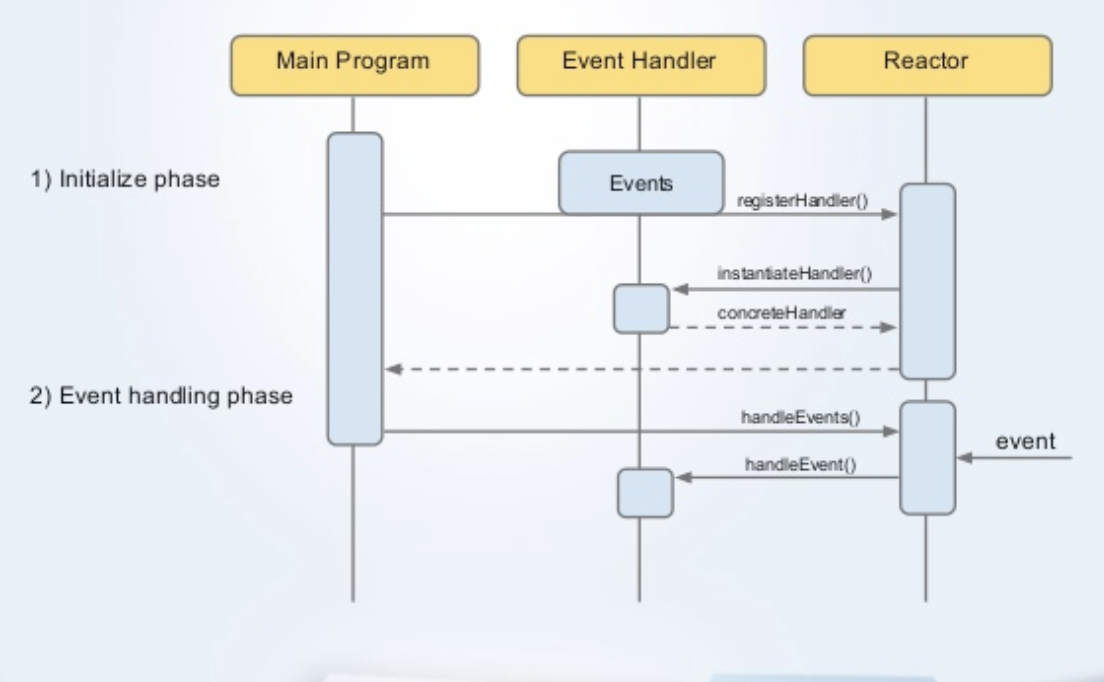 Main Program
Event Handler
Reactor
1) Initialize phase
Events
registerHandler()
instantiateHandler()
concreteHandler
2) Event handling phase
handleEvents()
event
handleEvent()